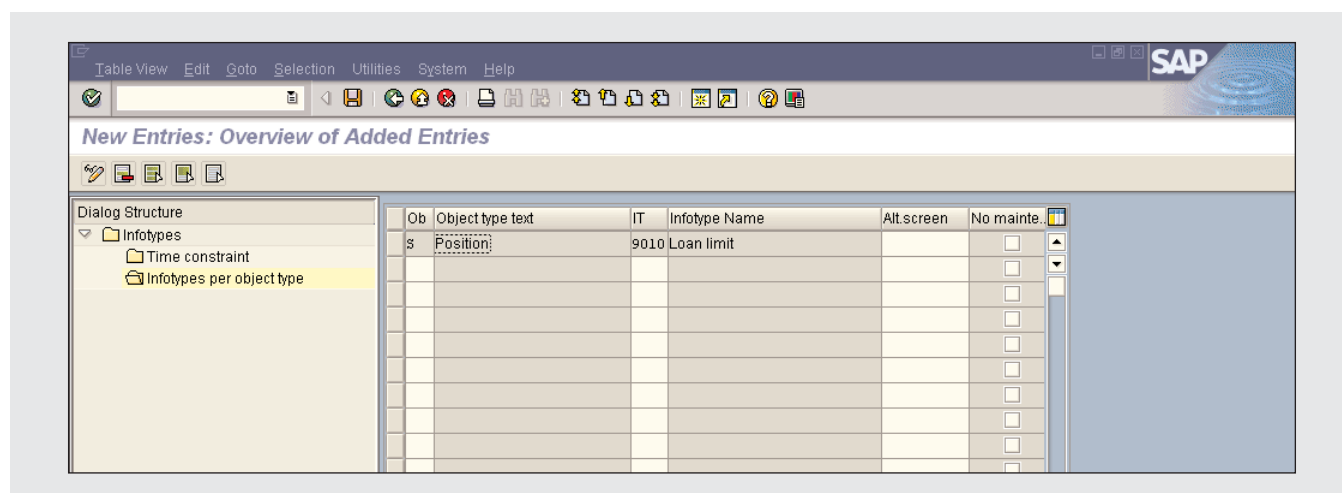 Table View Edit Goto Selection Utilities System Help
SAP
New Entries: Overview of Added Entries
Dialog Structure
Infotypes
Time constraint
Infotypes per object type
Ob Object type text IT Infotype Name Alt.screen No mainte..
S Position 9010 Loan limit